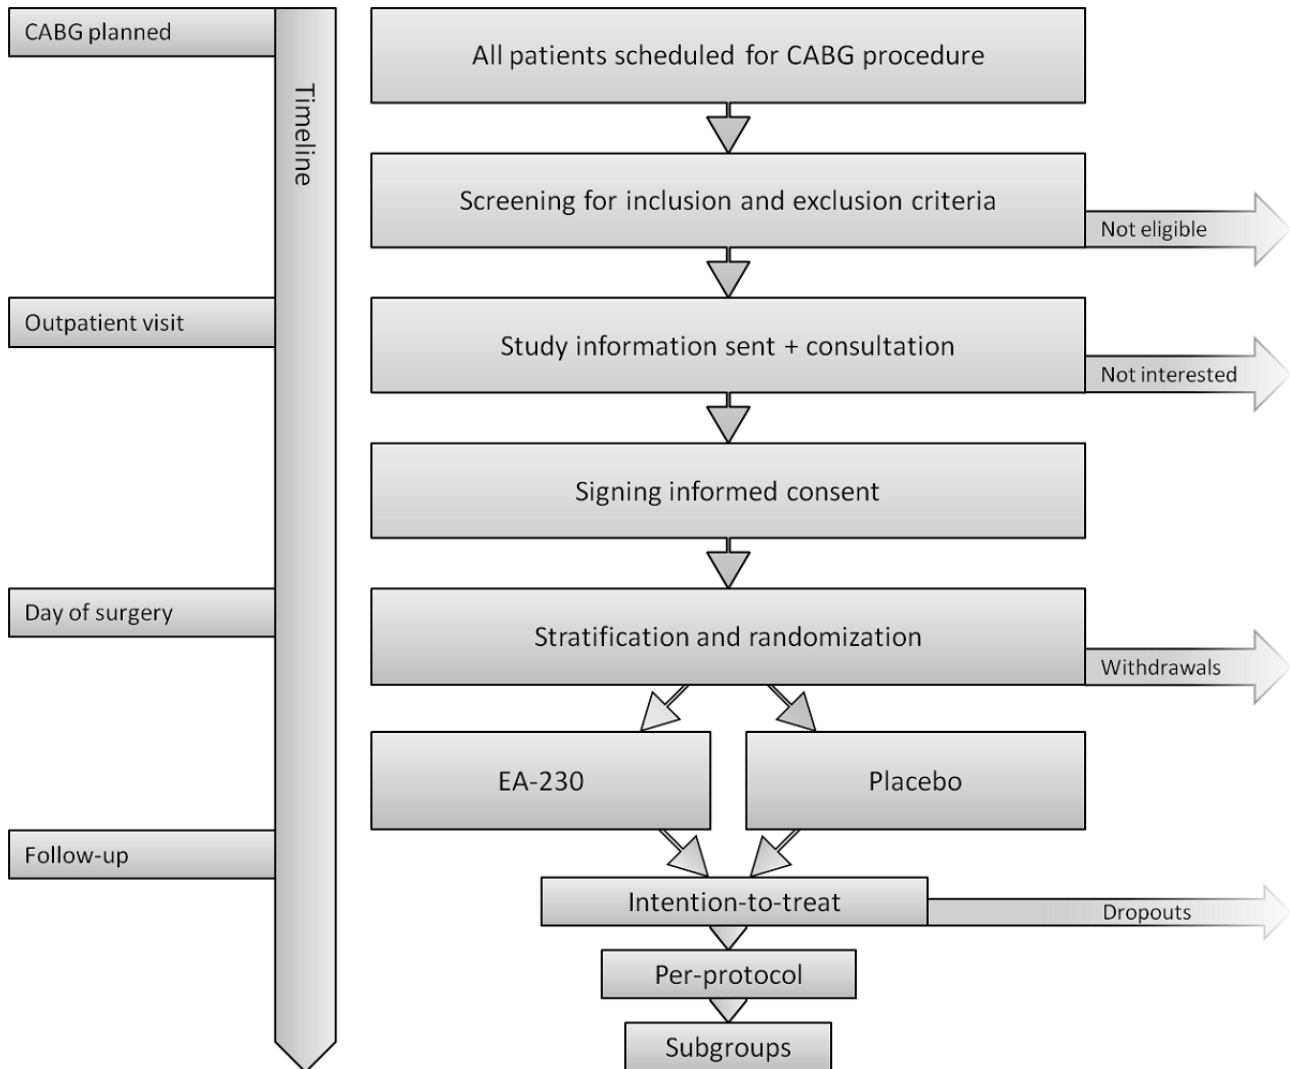 CABG planned
Timeline
All patients scheduled for CABG procedure
Screening for inclusion and exclusion criteria
Not eligible
Outpatient visit
Study information sent + consultation
Not interested
Signing informed consent
Day of surgery
Stratification and randomization
Withdrawals
EA-230
Placebo
Follow-up
Intention-to-treat
Dropouts
Per-protocol
Subgroups